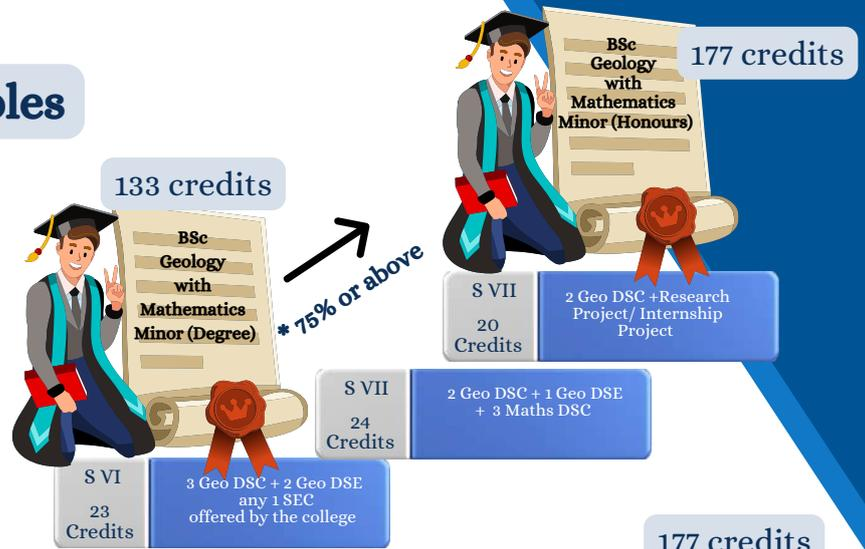 ples
133 credits
BSc
Geology
with
Mathematics
Minor (Degree)
* 75% or above
BSc
Geology
with
Mathematics
Minor (Honours)
177 credits
S VII
20
Credits
2 Geo DSC +Research
Project/ Internship
Project
S VII
24
Credits
2 Geo DSC + 1 Geo DSE
+ 3 Maths DSC
S VI
23
Credits
3 Geo DSC + 2 Geo DSE
any 1 SEC
offered by the college
177 credits